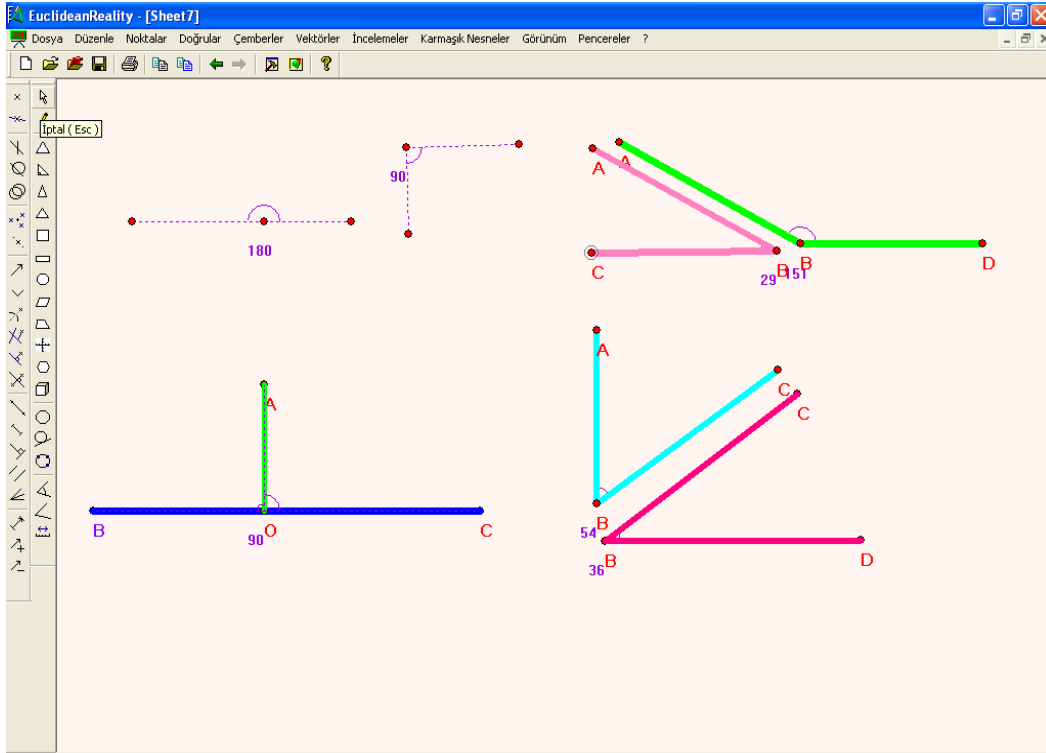 EuclideanReality - [Sheet7]
Dosya Düzenle Noktalar Doğrular Çemberler Vektörler İncelemeler Karmaşık Nesneler Görünüm Pencereler ?
İptal ( Esc )
180
90
A
A
C
B
B
D
29
151
A
B
O
C
90
A
C
C
B
54
B
36
D